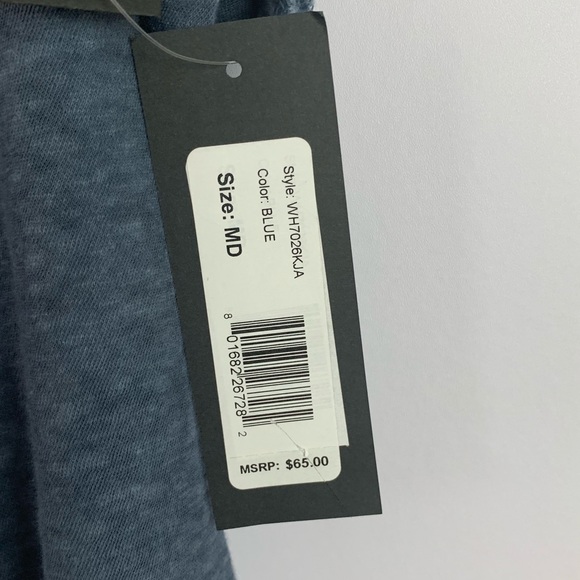 Style: WH7026KJA
Color: BLUE
Size: MD
8 01682 26728 2
MSRP: $65.00